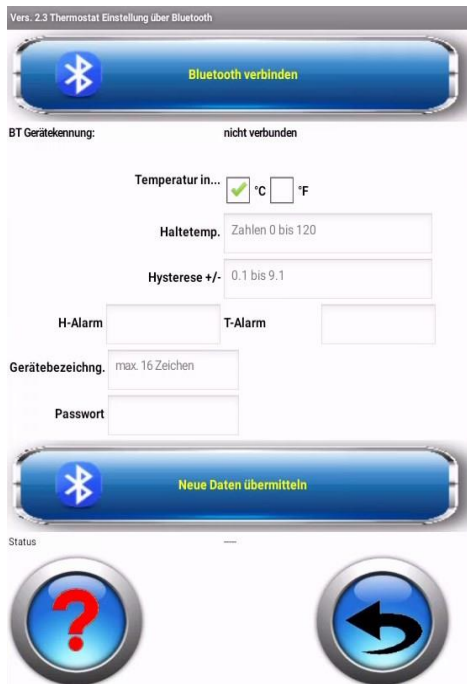 Vers. 2.3 Thermostat Einstellung über Bluetooth
Bluetooth verbinden
BT Gerätekennung: nicht verbunden
Temperatur in... °C °F
Haltetemp. Zahlen 0 bis 120
Hysterese +/- 0.1 bis 9.1
H-Alarm T-Alarm
Gerätebezeichng. max. 16 Zeichen
Passwort
Neue Daten übermitteln
Status ---
?